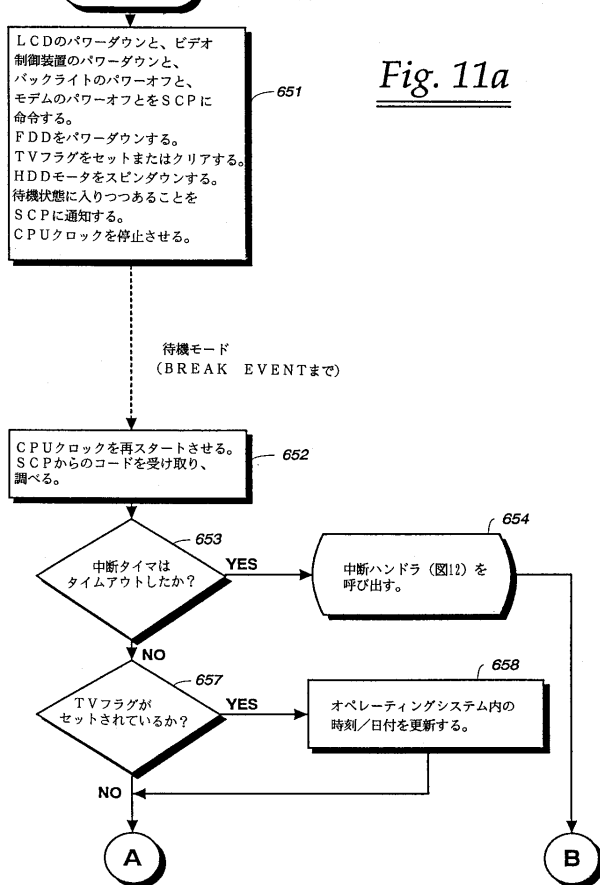 Fig. 11a
LCDのパワーダウンと、ビデオ
制御装置のパワーダウンと、
バックライトのパワーオフと、
モデムのパワーオフとをSCPに
命令する。
FDDをパワーダウンする。
TVフラグをセットまたはクリアする。
HDDモータをスピンダウンする。
待機状態に入りつつあることを
SCPに通知する。
CPUクロックを停止させる。
651
待機モード
(BREAK EVENTまで)
CPUクロックを再スタートさせる。
SCPからのコードを受け取り、
調べる。
652
中断タイマは
タイムアウトしたか?
653
YES
中断ハンドラ(図12)を
呼び出す。
654
NO
TVフラグが
セットされているか?
657
YES
オペレーティングシステム内の
時刻/日付を更新する。
658
NO
A
B